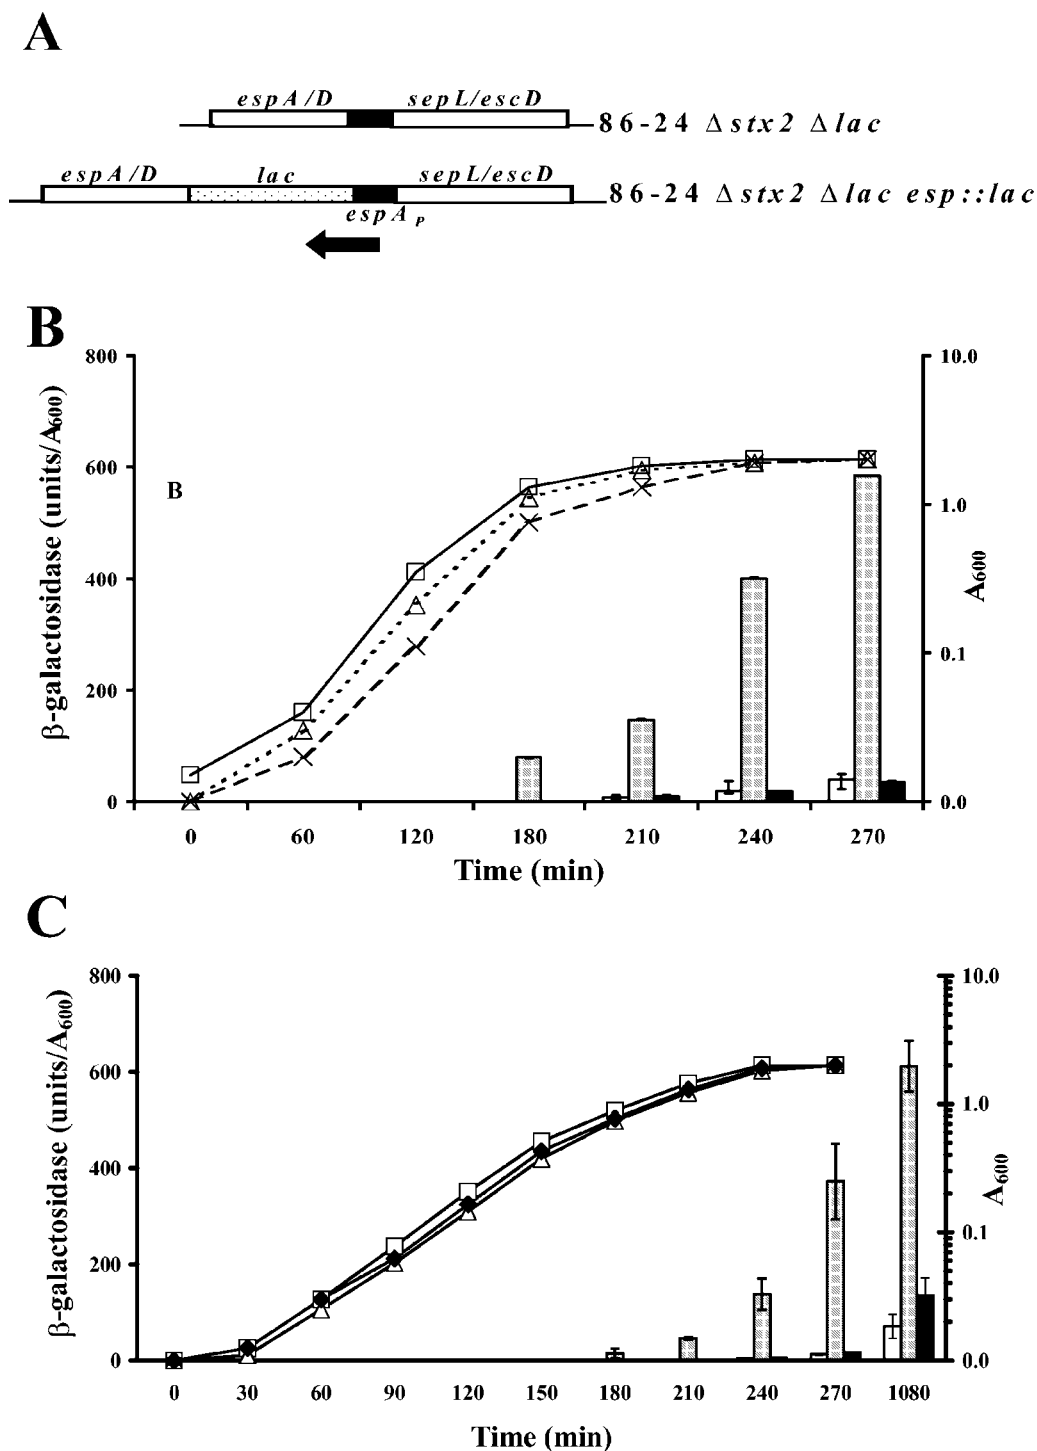 A
espA/D sepL/escD
86-24 Δstx2 Δlac
espA/D lac sepL/escD
86-24 Δstx2 Δlac esp::lac
espA P
B
800 10.0
β-galactosidase (units/A600)
600
B
1.0
400
A600
0.1
200
0 0.0
0 60 120 180 210 240 270
Time (min)
C
800 10.0
β-galactosidase (units/A600)
600
1.0
400
A600
0.1
200
0 0.0
0 30 60 90 120 150 180 210 240 270 1080
Time (min)